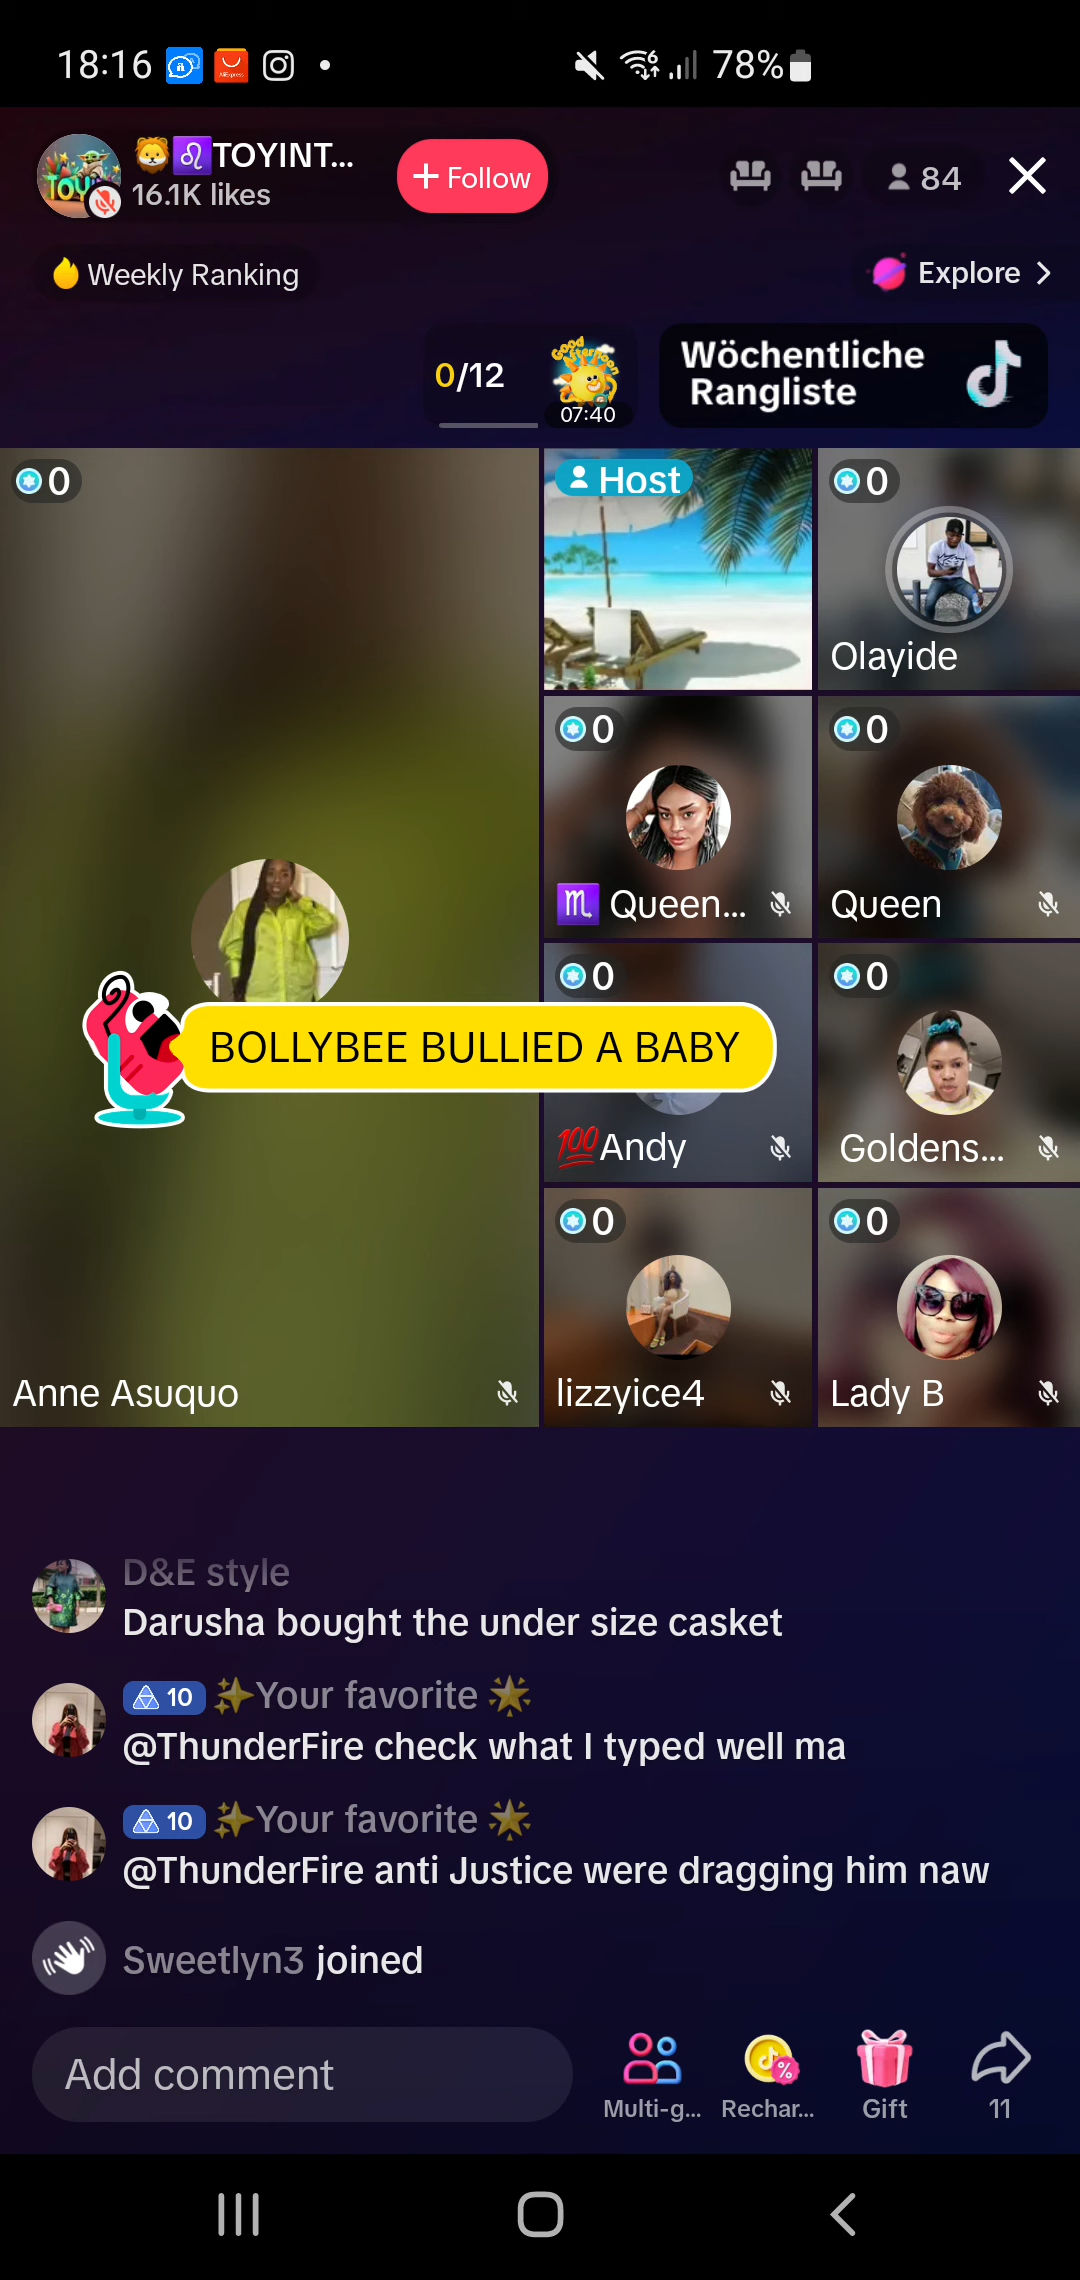 18:16
78%
🦁♌TOYINT...
16.1K likes
+ Follow
84
Weekly Ranking
Explore
0/12
Good Afternoon
07:40
Wöchentliche
Rangliste
0
Host
0
Olayide
0
♏ Queen...
0
Queen
0
💯Andy
0
Goldens...
BOLLYBEE BULLIED A BABY
Anne Asuquo
0
lizzyice4
0
Lady B
D&E style
Darusha bought the under size casket
10 ✨Your favorite 🌟
@ThunderFire check what I typed well ma
10 ✨Your favorite 🌟
@ThunderFire anti Justice were dragging him naw
Sweetlyn3 joined
Add comment
Multi-g...
Rechar...
Gift
11